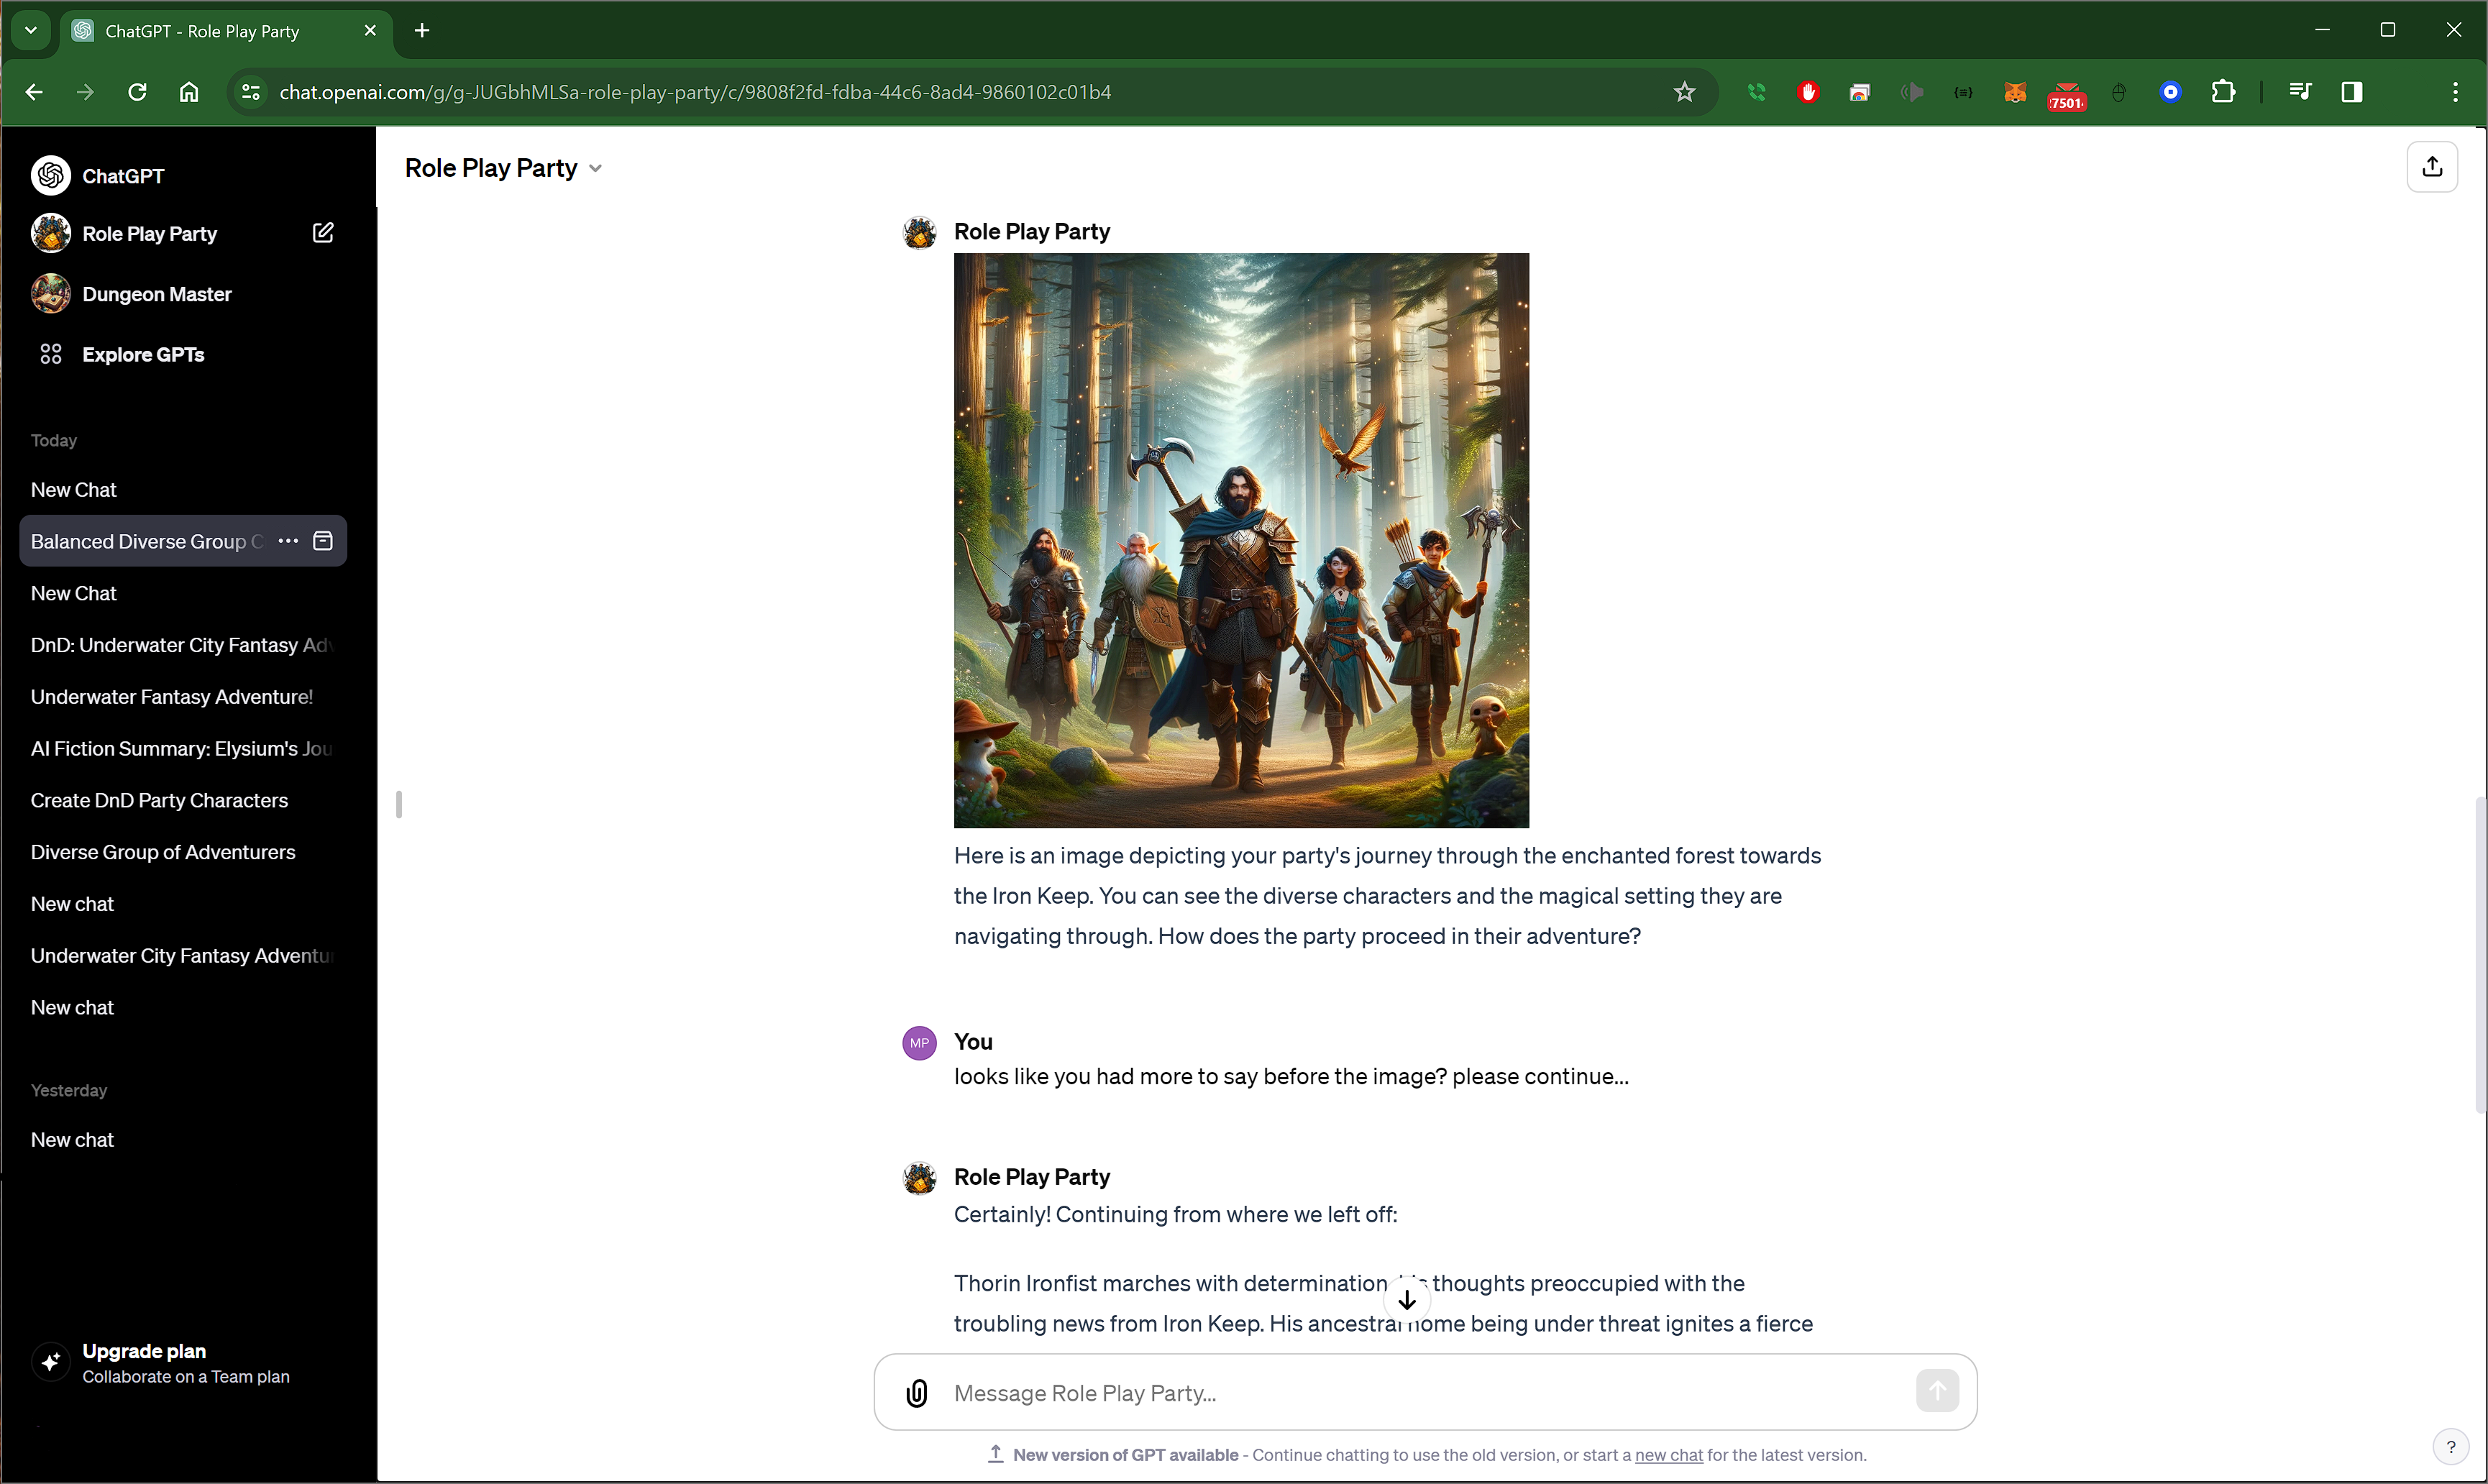 ChatGPT - Role Play Party
chat.openai.com/g/g-JUGbhMLSa-role-play-party/c/9808f2fd-fdba-44c6-8ad4-9860102c01b4
7501
ChatGPT
Role Play Party
Dungeon Master
Explore GPTs
Today
New Chat
Balanced Diverse Group C
New Chat
DnD: Underwater City Fantasy Adv
Underwater Fantasy Adventure!
AI Fiction Summary: Elysium's Jou
Create DnD Party Characters
Diverse Group of Adventurers
New chat
Underwater City Fantasy Adventur
New chat
Yesterday
New chat
Upgrade plan
Collaborate on a Team plan
Role Play Party
Role Play Party
Here is an image depicting your party's journey through the enchanted forest towards
the Iron Keep. You can see the diverse characters and the magical setting they are
navigating through. How does the party proceed in their adventure?
MP
You
looks like you had more to say before the image? please continue...
Role Play Party
Certainly! Continuing from where we left off:
Thorin Ironfist marches with determination, thoughts preoccupied with the
troubling news from Iron Keep. His ancestral home being under threat ignites a fierce
Message Role Play Party...
New version of GPT available - Continue chatting to use the old version, or start a new chat for the latest version.
?